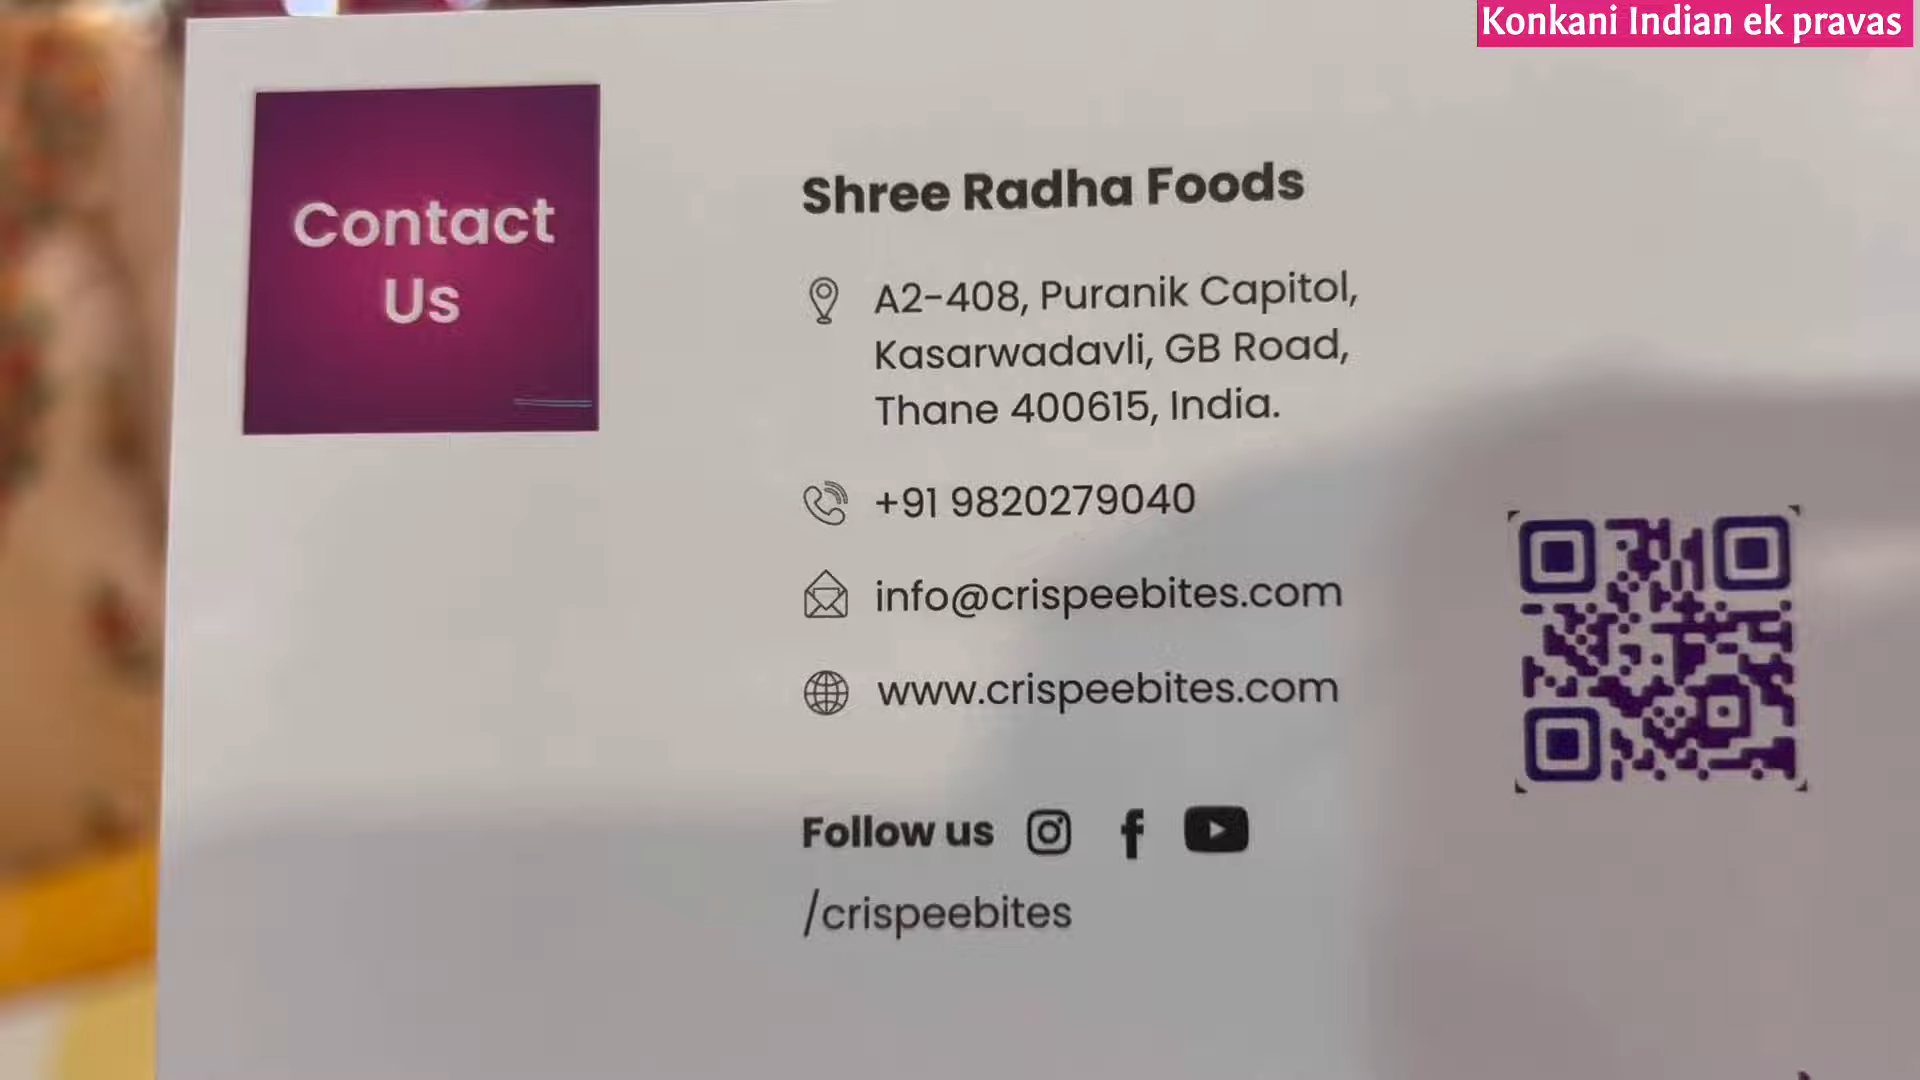 Konkani Indian ek pravas
Contact
Us
Shree Radha Foods
A2-408, Puranik Capitol,
Kasarwadavli, GB Road,
Thane 400615, India.
+91 9820279040
info@crispeebites.com
www.crispeebites.com
Follow us
/crispeebites